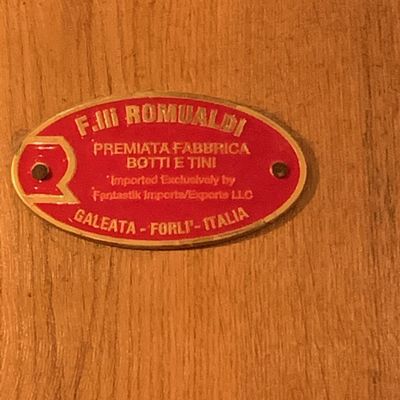 F.lli ROMUALDI
PREMIATA FABBRICA
BOTTI E TINI
Imported Exclusively by
Fantastik Imports/Exports LLC
GALEATA - FORLI' - ITALIA